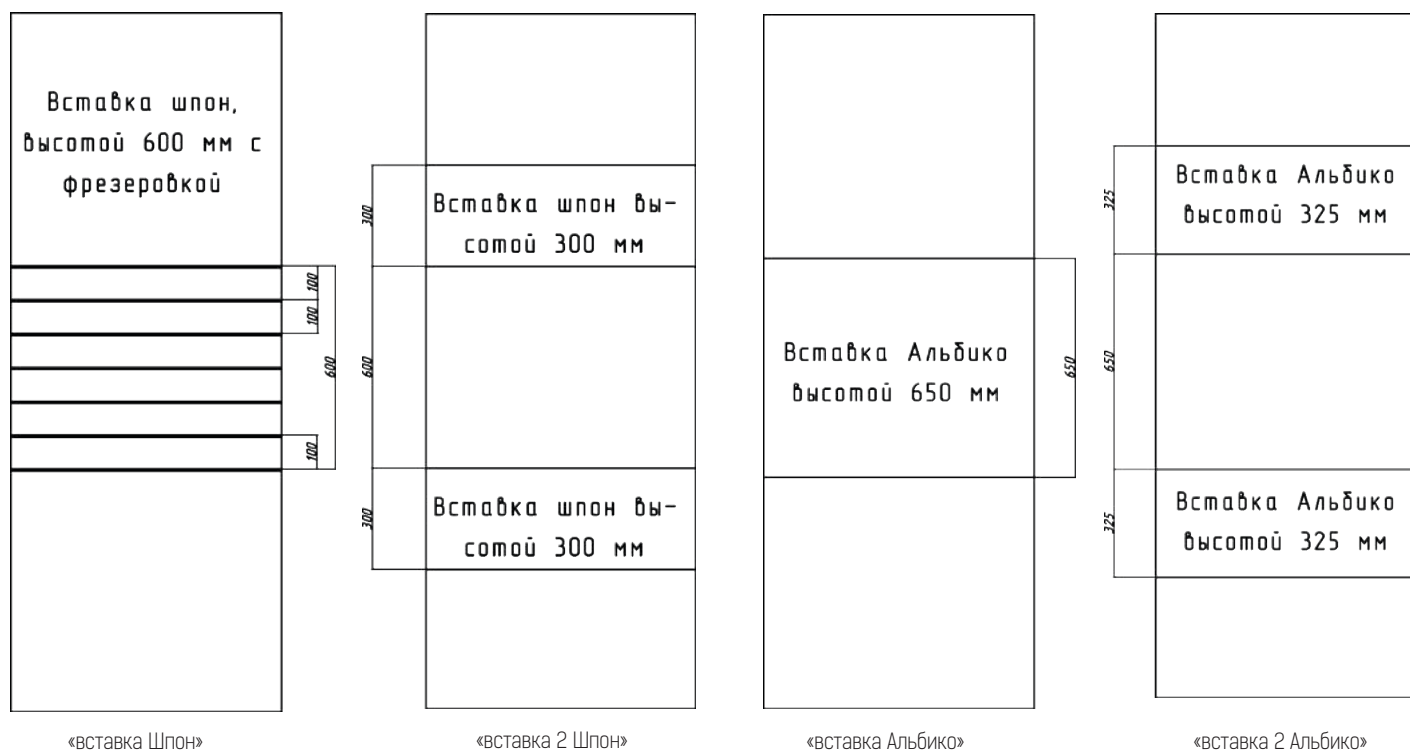 Вставка шпон,
высотой 600 мм с
фрезеровкой
100
100
600
100
«вставка Шпон»
300
Вставка шпон вы-
сотой 300 мм
600
300
Вставка шпон вы-
сотой 300 мм
«вставка 2 Шпон»
Вставка Альбико
высотой 650 мм
650
«вставка Альбико»
325
Вставка Альбико
высотой 325 мм
650
325
Вставка Альбико
высотой 325 мм
«вставка 2 Альбико»